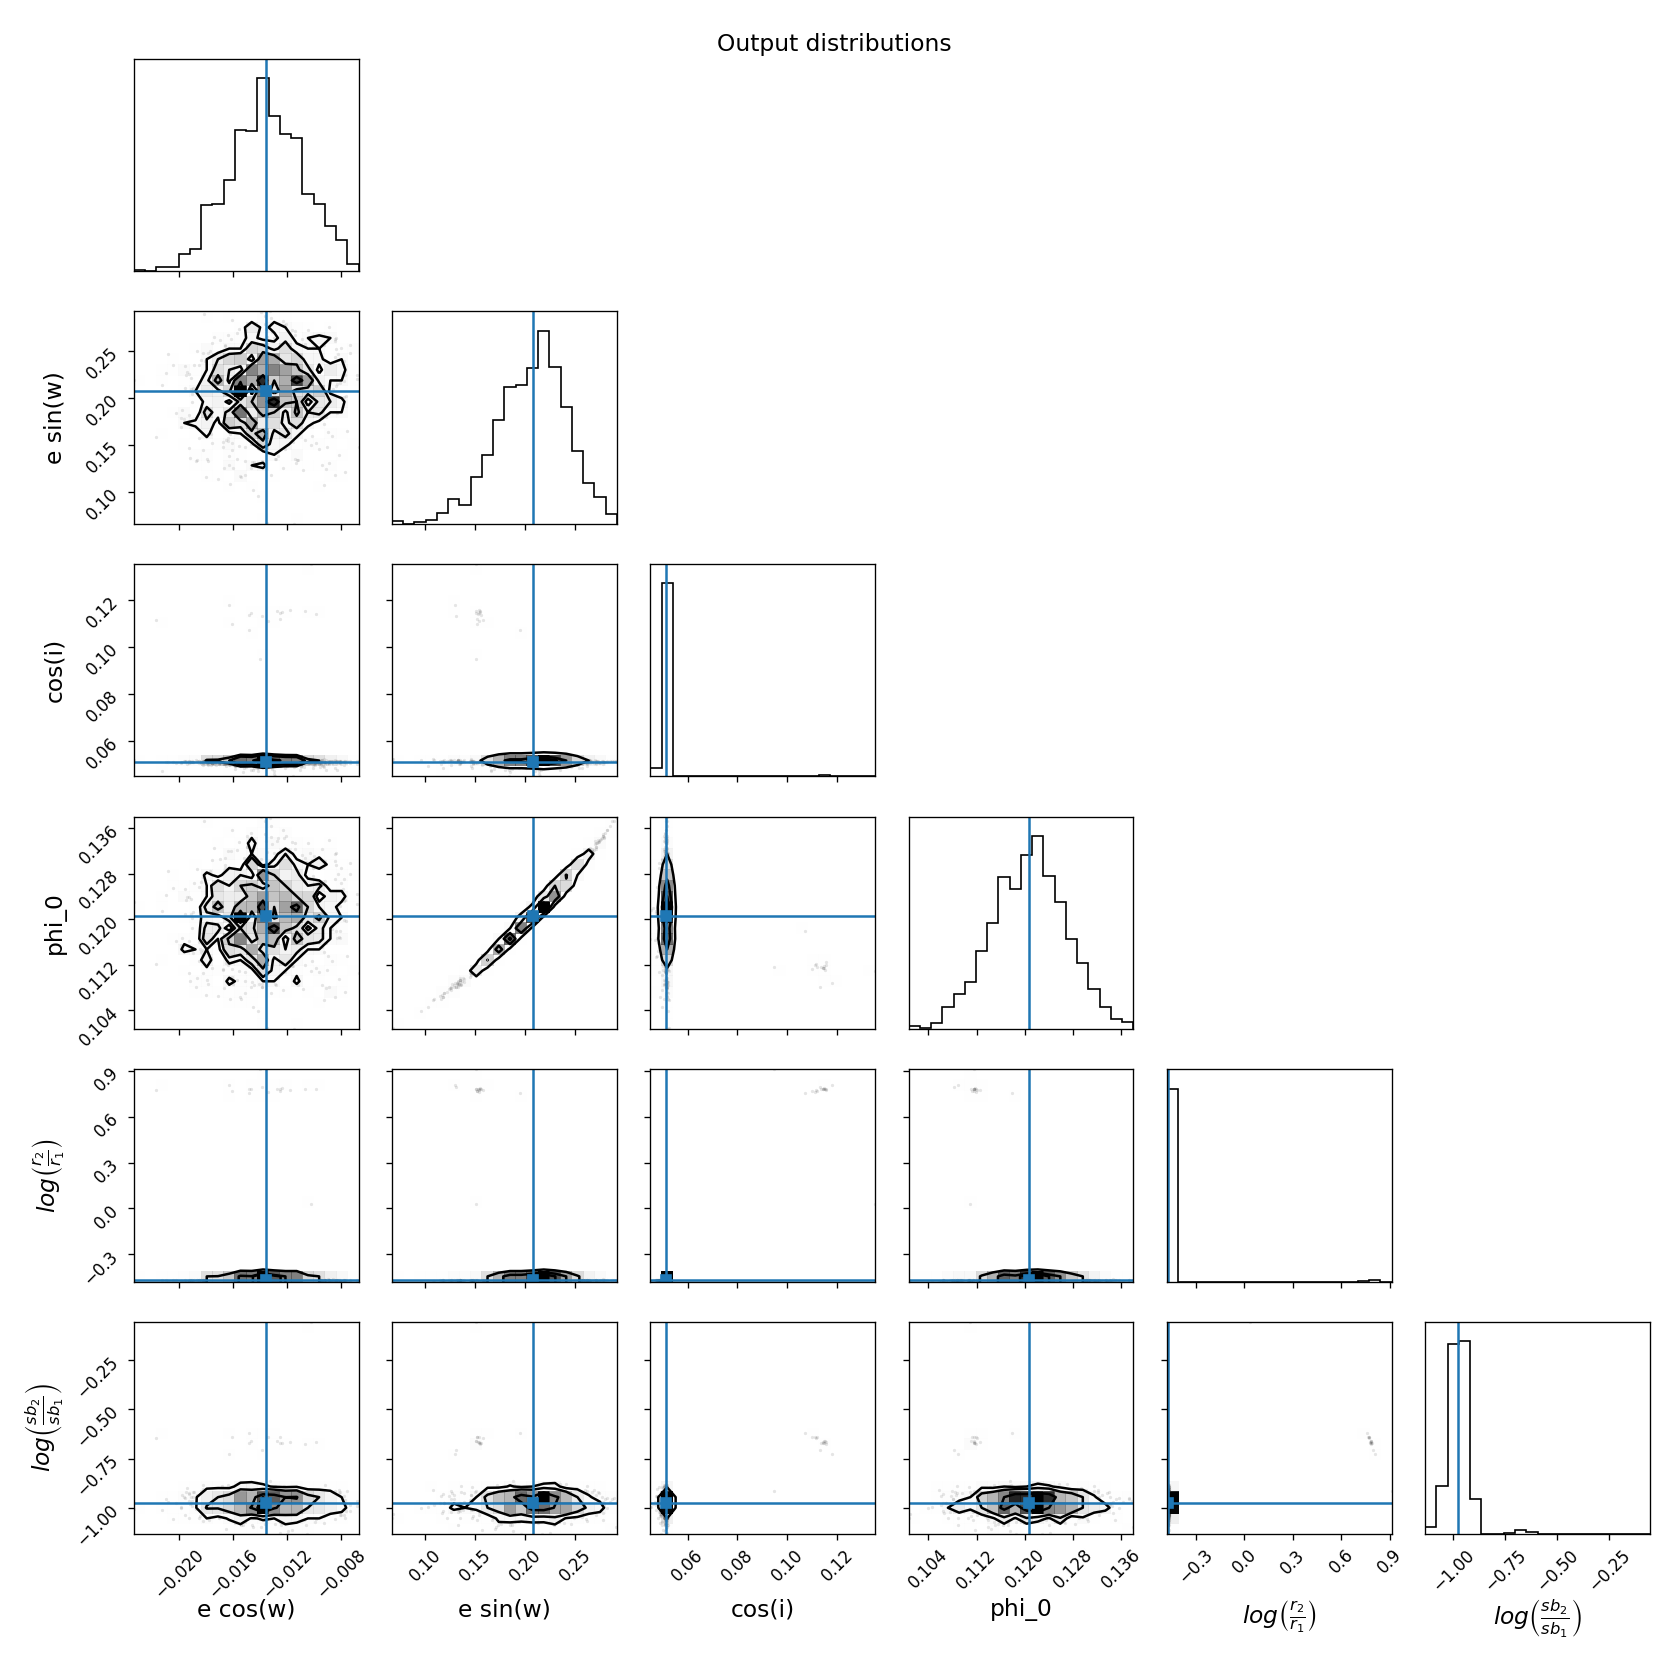 Output distributions
e sin(w)
0.25
0.20
0.15
0.10
cos(i)
0.12
0.10
0.08
0.06
phi_0
0.136
0.128
0.120
0.112
0.104
log(r₂/r₁)
0.9
0.6
0.3
0.0
−0.3
log(sb₂/sb₁)
−0.25
−0.50
−0.75
−1.00
−0.020 −0.016 −0.012 −0.008
0.10 0.15 0.20 0.25
0.06 0.08 0.10 0.12
0.104 0.112 0.120 0.128 0.136
−0.3 0.0 0.3 0.6 0.9
−1.00 −0.75 −0.50 −0.25
e cos(w)
e sin(w)
cos(i)
phi_0
log(r₂/r₁)
log(sb₂/sb₁)